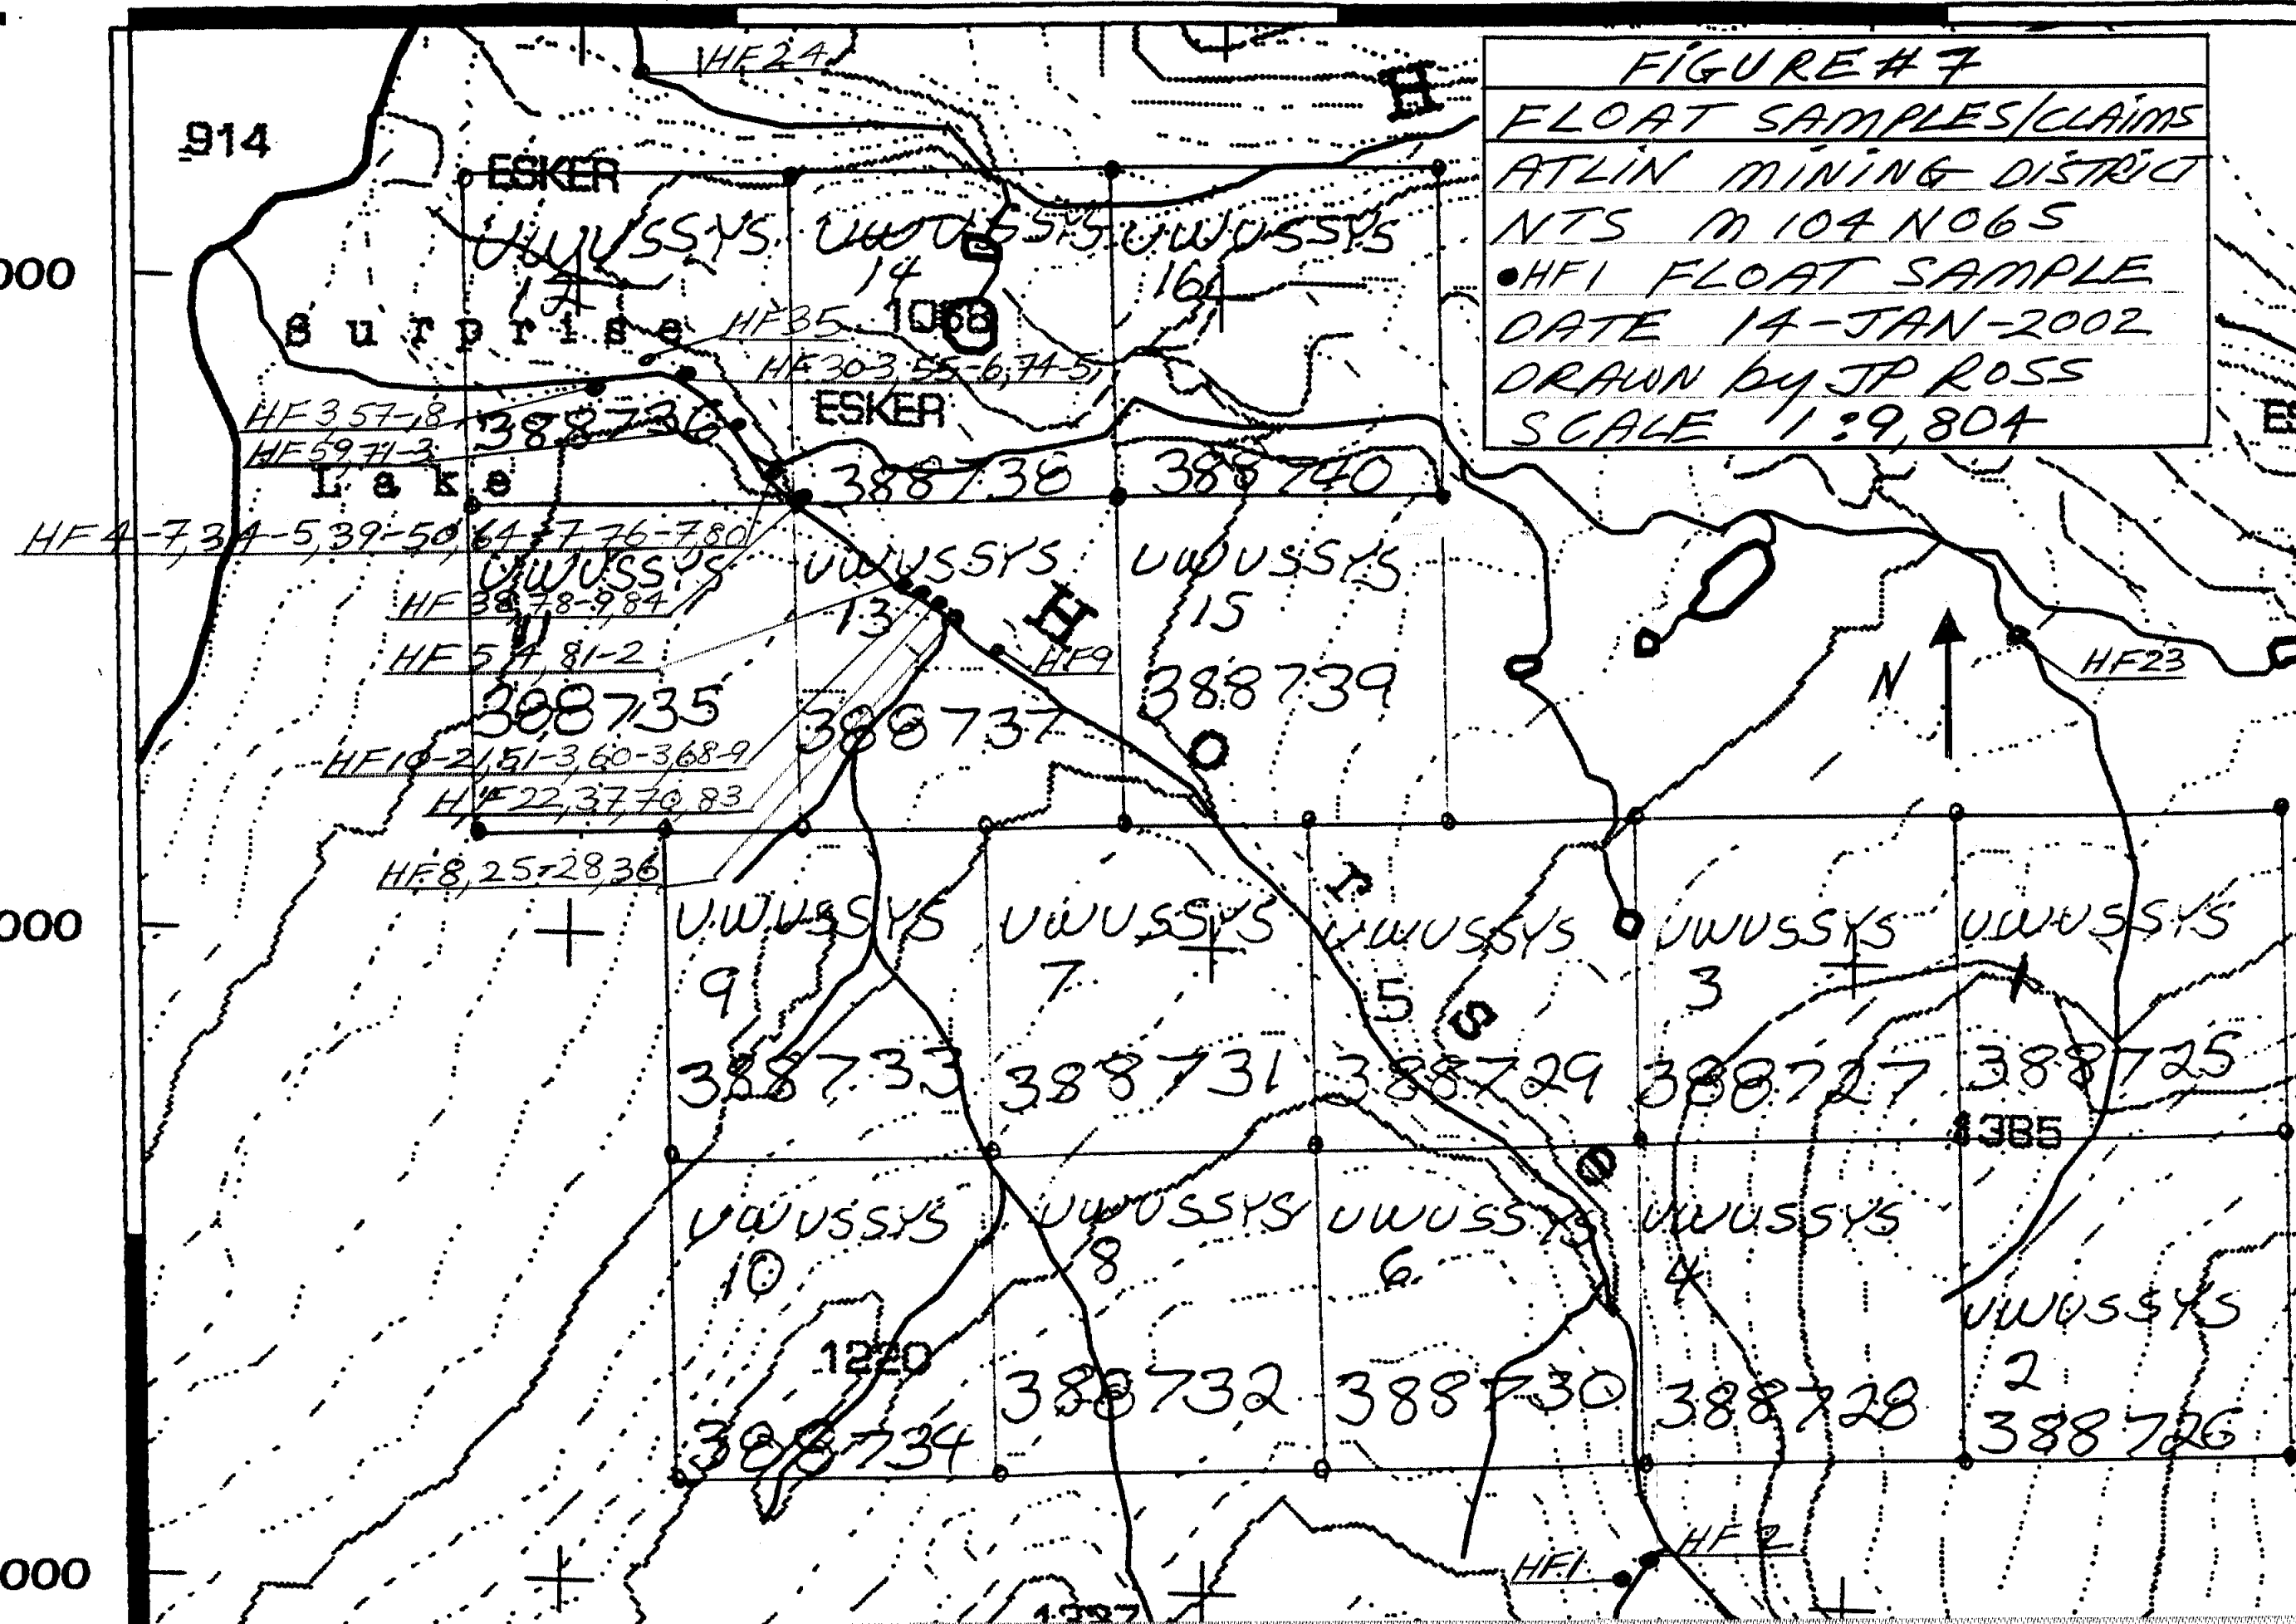 FIGURE #7
FLOAT SAMPLES/CLAIMS
ATLIN MINING DISTRICT
NTS M 104 N06S
•HF1 FLOAT SAMPLE
DATE 14-JAN-2002
DRAWN by JP ROSS
SCALE 1:9,804
HF24
H
914
ESKER
UWUSSYS
12
UWUSSYS
14
UWUSSYS
16
000
Surprise
HF35
1068
HF30-3,55-6,74-5
ESKER
HF3,57-8
388736
HF59,71-3
Lake
388738
388740
HF4-7,34-5,39-50,64-7-76-7,80
UWUSSYS
11
UWUSSYS
13
UWUSSYS
15
HF38,78-9,84
H
HF54,81-2
HF9
HF23
N
388735
388737
388739
O
HF10-21,51-3,60-3,68-9
HF22,37,70,83
HF8,25-28,36
r
000
UWUSSYS
9
UWUSSYS
7
UWUSSYS
5
UWUSSYS
3
UWUSSYS
1
s
388733
388731
388729
388727
388725
1385
e
UWUSSYS
10
UWUSSYS
8
UWUSSYS
6
UWUSSYS
4
UWUSSYS
2
1220
388734
388732
388730
388728
388726
HF2
HF1
000